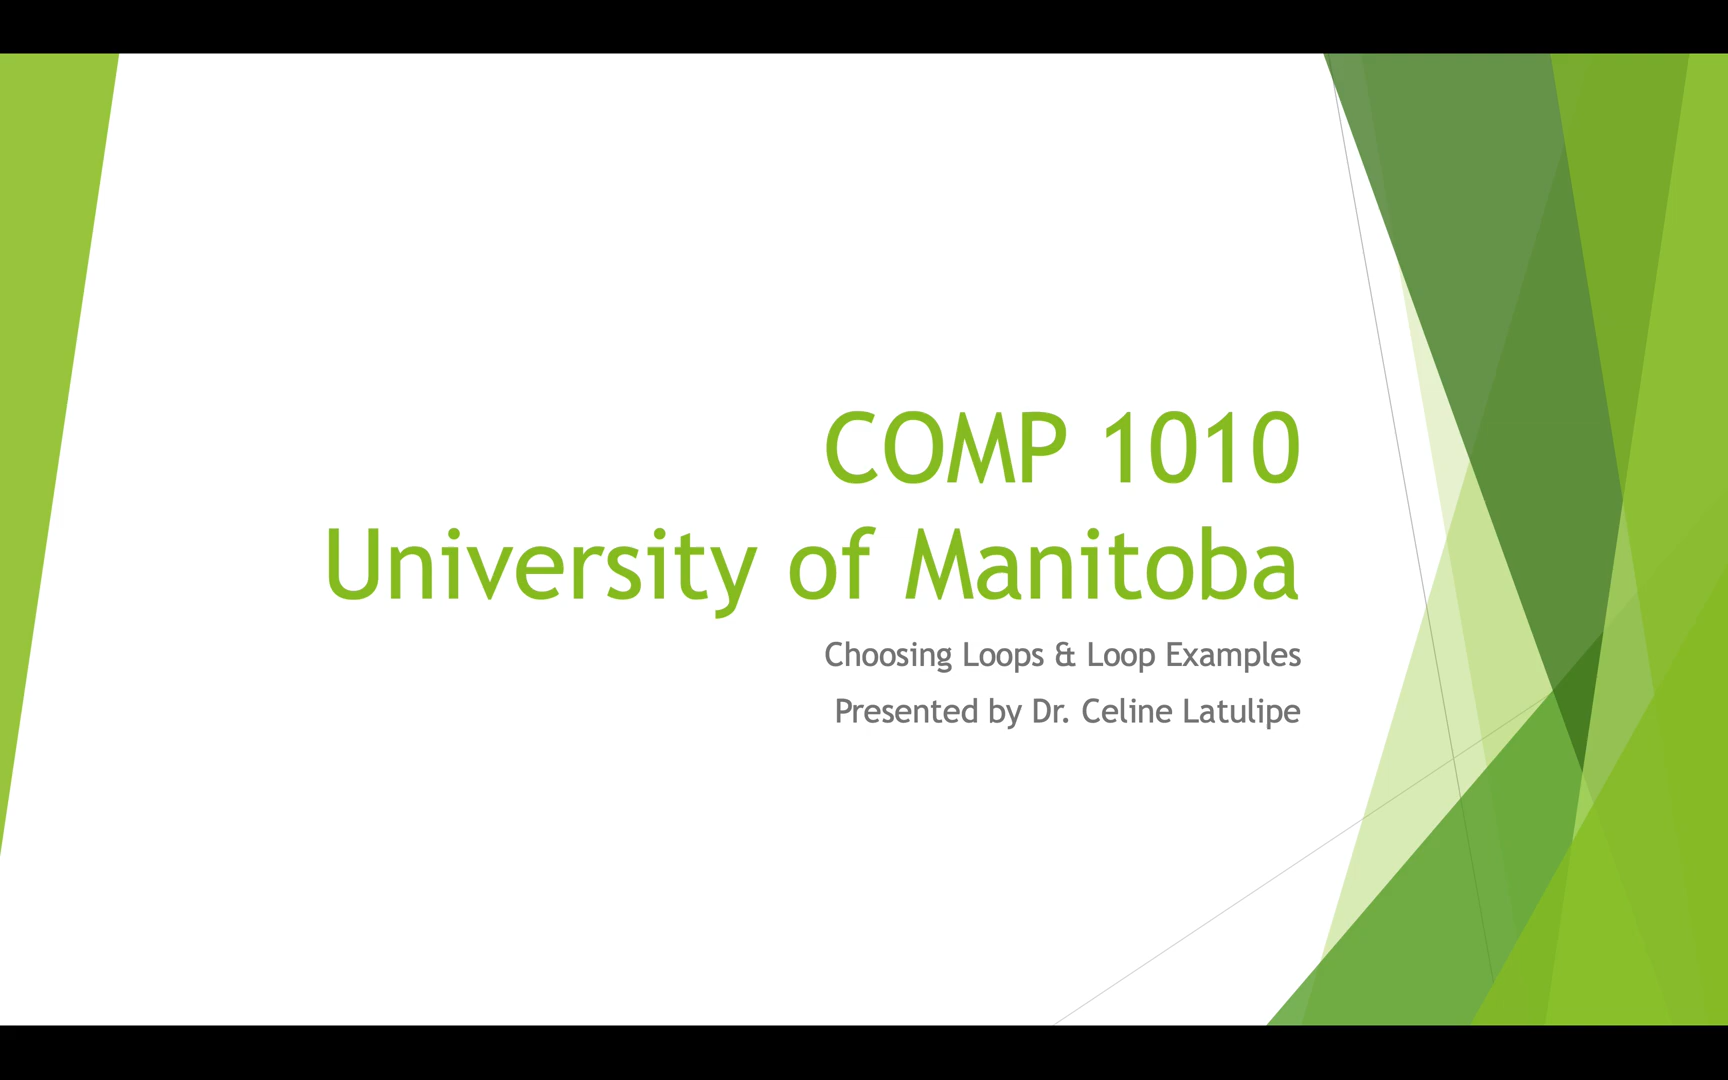 COMP 1010
University of Manitoba
Choosing Loops & Loop Examples
Presented by Dr. Celine Latulipe